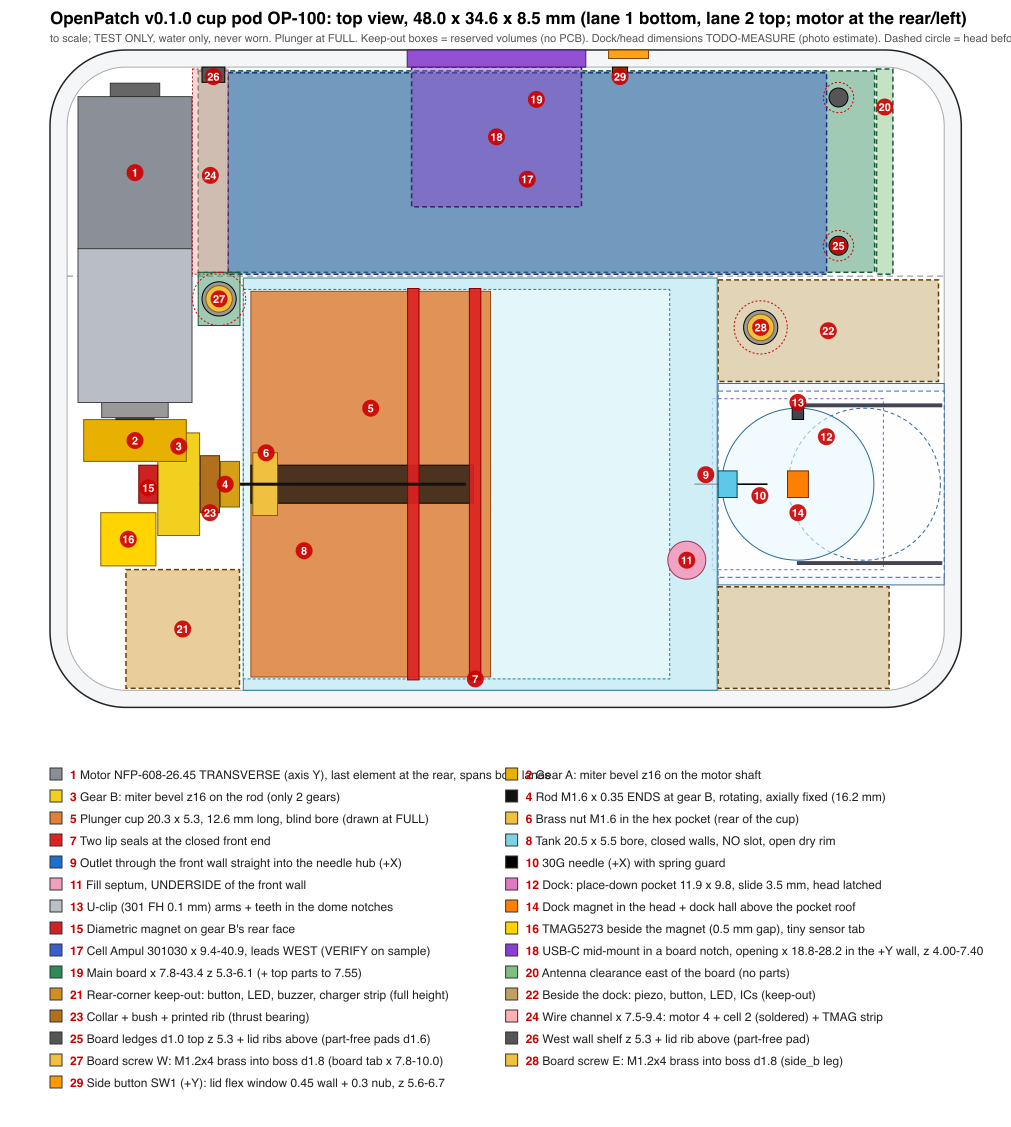 OpenPatch v0.1.0 cup pod OP-100: top view, 48.0 x 34.6 x 8.5 mm (lane 1 bottom, lane 2 top; motor at the rear/left)
to scale; TEST ONLY, water only, never worn. Plunger at FULL. Keep-out boxes = reserved volumes (no PCB). Dock/head dimensions TODO-MEASURE (photo estimate). Dashed circle = head befo
26
29
19
20
18
1
24
17
25
27
28
22
5
13
2
3
6
12
9
15
4
10
23
14
16
8
11
21
7
1 Motor NFP-608-26.45 TRANSVERSE (axis Y), last element at the rear, spans bo lanes
2 Gear A: miter bevel z16 on the motor shaft
3 Gear B: miter bevel z16 on the rod (only 2 gears)
4 Rod M1.6 x 0.35 ENDS at gear B, rotating, axially fixed (16.2 mm)
5 Plunger cup 20.3 x 5.3, 12.6 mm long, blind bore (drawn at FULL)
6 Brass nut M1.6 in the hex pocket (rear of the cup)
7 Two lip seals at the closed front end
8 Tank 20.5 x 5.5 bore, closed walls, NO slot, open dry rim
9 Outlet through the front wall straight into the needle hub (+X)
10 30G needle (+X) with spring guard
11 Fill septum, UNDERSIDE of the front wall
12 Dock: place-down pocket 11.9 x 9.8, slide 3.5 mm, head latched
13 U-clip (301 FH 0.1 mm) arms + teeth in the dome notches
14 Dock magnet in the head + dock hall above the pocket roof
15 Diametric magnet on gear B's rear face
16 TMAG5273 beside the magnet (0.5 mm gap), tiny sensor tab
17 Cell Ampul 301030 x 9.4-40.9, leads WEST (VERIFY on sample)
18 USB-C mid-mount in a board notch, opening x 18.8-28.2 in the +Y wall, z 4.00-7.40
19 Main board x 7.8-43.4 z 5.3-6.1 (+ top parts to 7.55)
20 Antenna clearance east of the board (no parts)
21 Rear-corner keep-out: button, LED, buzzer, charger strip (full height)
22 Beside the dock: piezo, button, LED, ICs (keep-out)
23 Collar + bush + printed rib (thrust bearing)
24 Wire channel x 7.5-9.4: motor 4 + cell 2 (soldered) + TMAG strip
25 Board ledges d1.0 top z 5.3 + lid ribs above (part-free pads d1.6)
26 West wall shelf z 5.3 + lid ribs above (part-free pad)
27 Board screw W: M1.2x4 brass into boss d1.8 (board tab x 7.8-10.0)
28 Board screw E: M1.2x4 brass into boss d1.8 (side_b leg)
29 Side button SW1 (+Y): lid flex window 0.45 wall + 0.3 nub, z 5.6-6.7